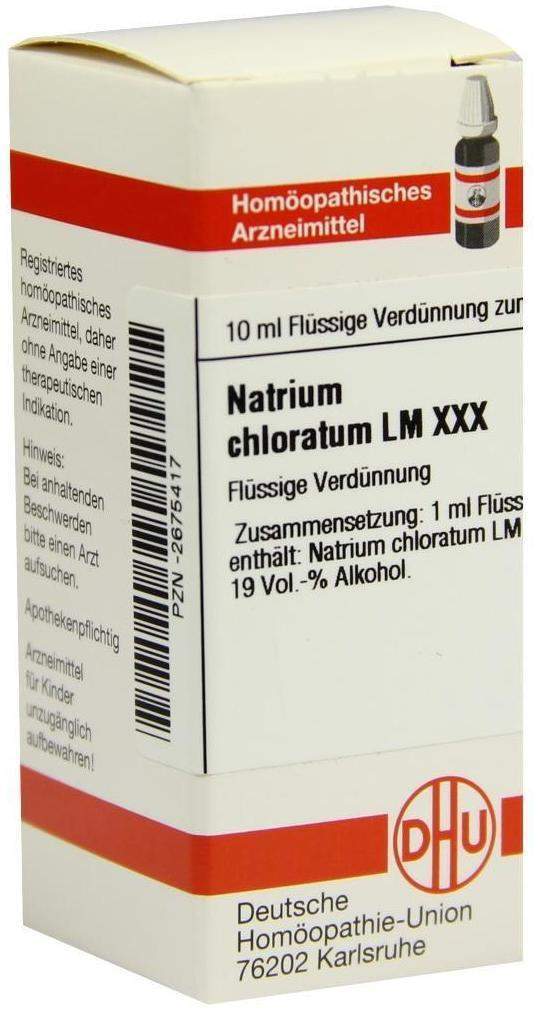 Homöopathisches
Arzneimittel
10 ml Flüssige Verdünnung zur
Natrium
chloratum LM XXX
Flüssige Verdünnung
Zusammensetzung: 1 ml Flüss
enthält: Natrium chloratum LM
19 Vol.-% Alkohol.
DHU
Deutsche
Homöopathie-Union
76202 Karlsruhe
Registriertes
homöopathisches
Arzneimittel, daher
ohne Angabe einer
therapeutischen
Indikation.
Hinweis:
Bei anhaltenden
Beschwerden
bitte einen Arzt
aufsuchen.
Apothekenpflichtig
Arzneimittel
für Kinder
unzugänglich
aufbewahren!
PZN -2675417